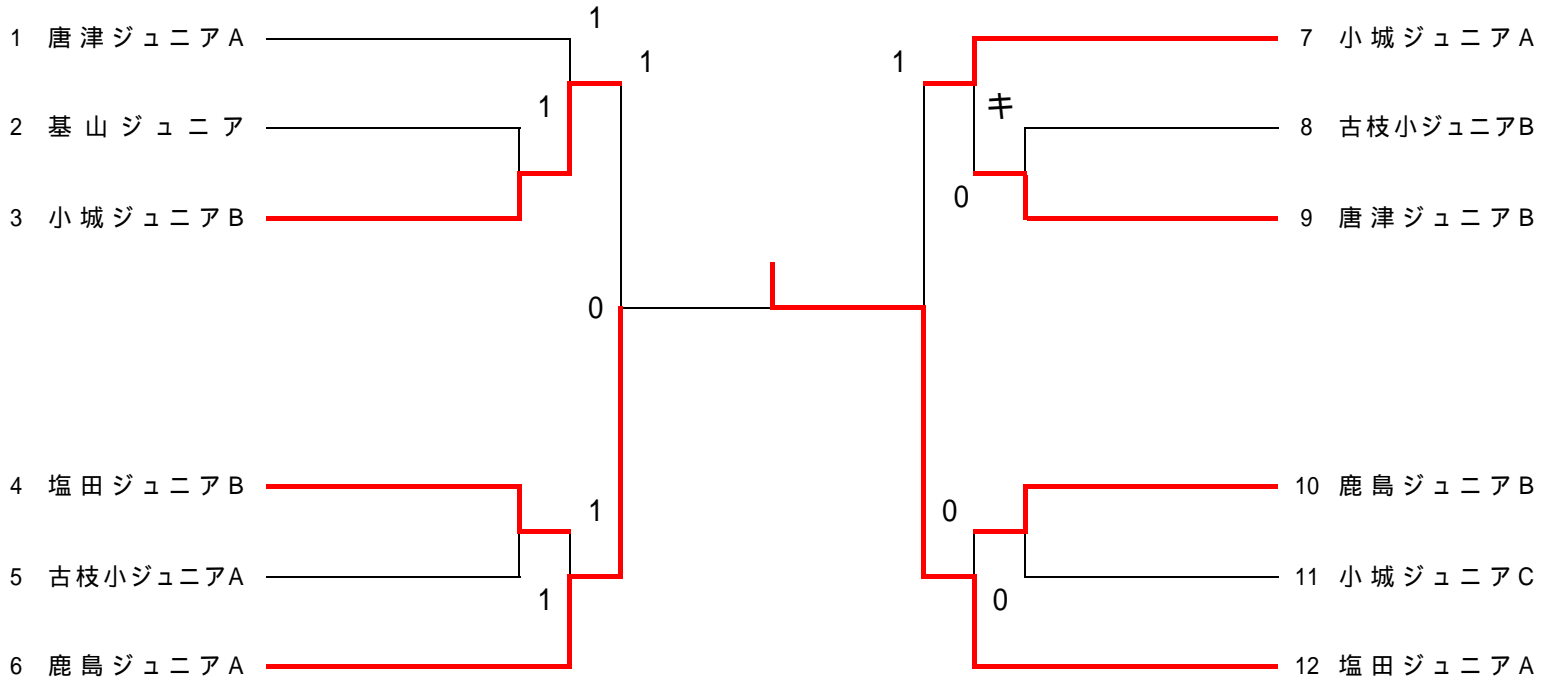 1 唐津ジュニアA
2 基山ジュニア
3 小城ジュニアB
4 塩田ジュニアB
5 古枝小ジュニアA
6 鹿島ジュニアA
1
1
1
0
1
1
1
キ
0
0
0
7 小城ジュニアA
8 古枝小ジュニアB
9 唐津ジュニアB
10 鹿島ジュニアB
11 小城ジュニアC
12 塩田ジュニアA